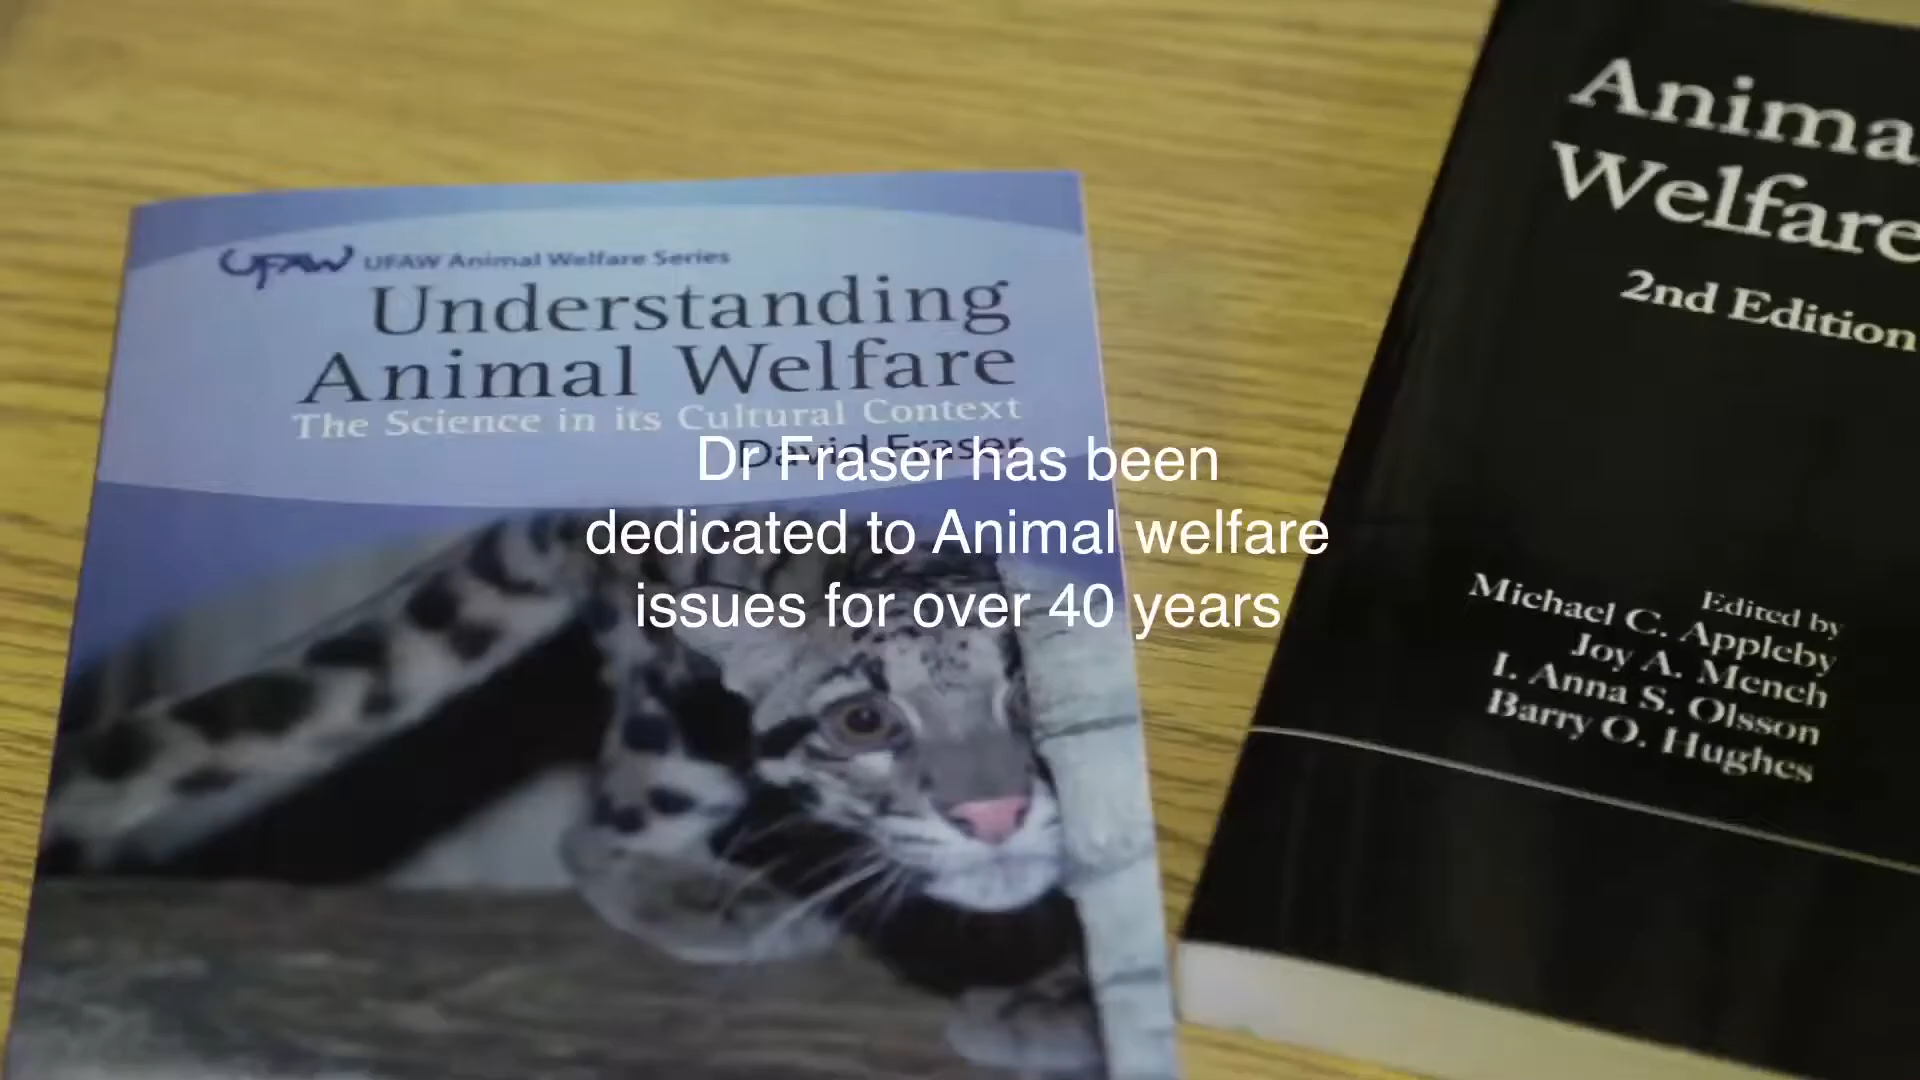 UFAW UFAW Animal Welfare Series
Understanding
Animal Welfare
The Science in its Cultural Context
David Fraser
Dr Fraser has been
dedicated to Animal welfare
issues for over 40 years
Anima
Welfare
2nd Edition
Edited by
Michael C. Appleby
Joy A. Mench
I. Anna S. Olsson
Barry O. Hughes